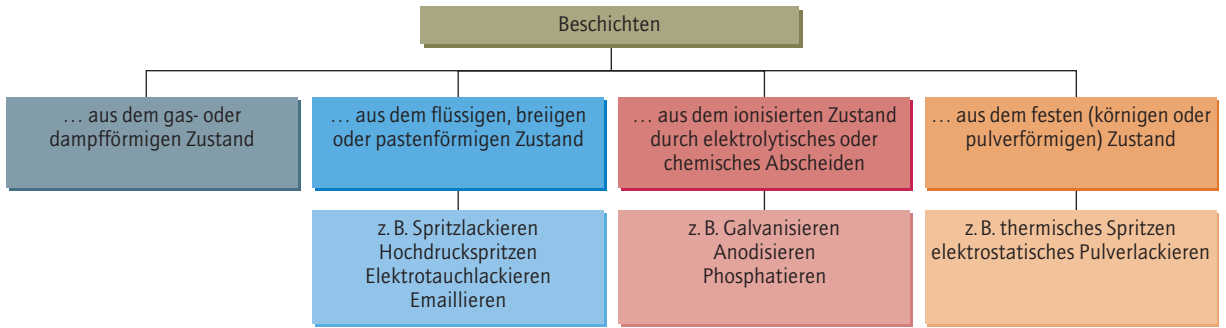 Beschichten
… aus dem gas- oder
dampfförmigen Zustand
… aus dem flüssigen, breiigen
oder pastenförmigen Zustand
… aus dem ionisierten Zustand
durch elektrolytisches oder
chemisches Abscheiden
… aus dem festen (körnigen oder
pulverförmigen) Zustand
z. B. Spritzlackieren
Hochdruckspritzen
Elektrotauchlackieren
Emaillieren
z. B. Galvanisieren
Anodisieren
Phosphatieren
z. B. thermisches Spritzen
elektrostatisches Pulverlackieren